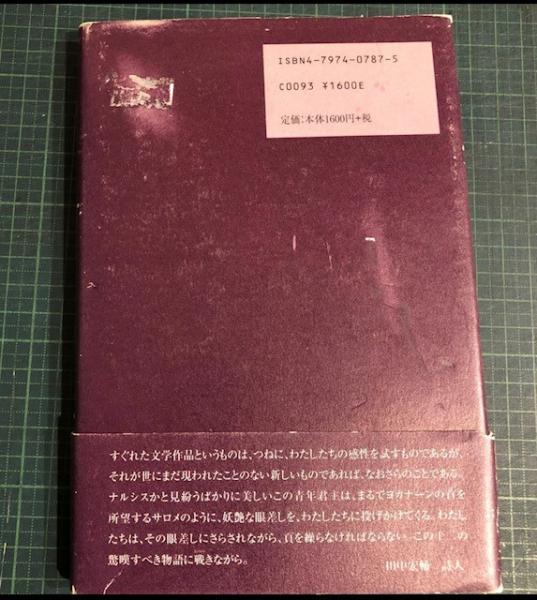 ISBN4-7974-0787-5
C0093 ¥1600E
定価:本体1600円+税
すぐれた文学作品というものは、つねに、わたしたちの感性を試すものであるが、
それが世にまだ現われたことのない新しいものであれば、なおさらのことである。
ナルシスかと見紛うばかりに美しいこの青年君主は、まるでヨカナーンの首を
所望するサロメのように、妖艶な眼差しを、わたしたちに投げかけてくる。わたし
たちは、その眼差しにさらされながら、頁を繰らなければならない。この十二の
驚嘆すべき物語に戦きながら。
田中宏輔 詩人